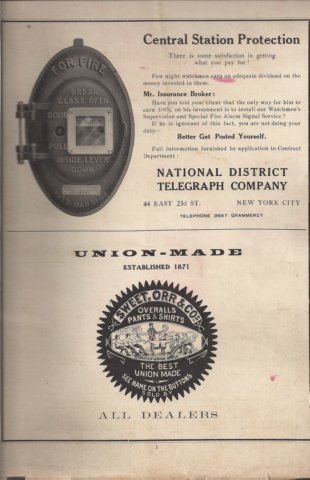 FOR FIRE
BREAK
GLASS OPEN
DOOR
PULL
INSIDE LEVER
DOWN
Central Station Protection
There is some satisfaction in getting
what you pay for!
Few night watchmen earn an adequate dividend on the
money invested in them.
Mr. Insurance Broker:
Have you told your client that the only way for him to
earn 100% on his investment is to install our Watchmen's
Supervision and Special Fire Alarm Signal Service?
If he is ignorant of this fact, you are not doing your
duty.
Better Get Posted Yourself.
Full information furnished by application to Contract
Department:
NATIONAL DISTRICT
TELEGRAPH COMPANY
44 EAST 23d ST. NEW YORK CITY
TELEPHONE 3557 GRAMERCY
UNION-MADE
ESTABLISHED 1871
SWEET, ORR & CO'S
OVERALLS
PANTS & SHIRTS
THE BEST
UNION MADE
SEE NAME ON THE BUTTONS
SOLD BY
ALL DEALERS
1